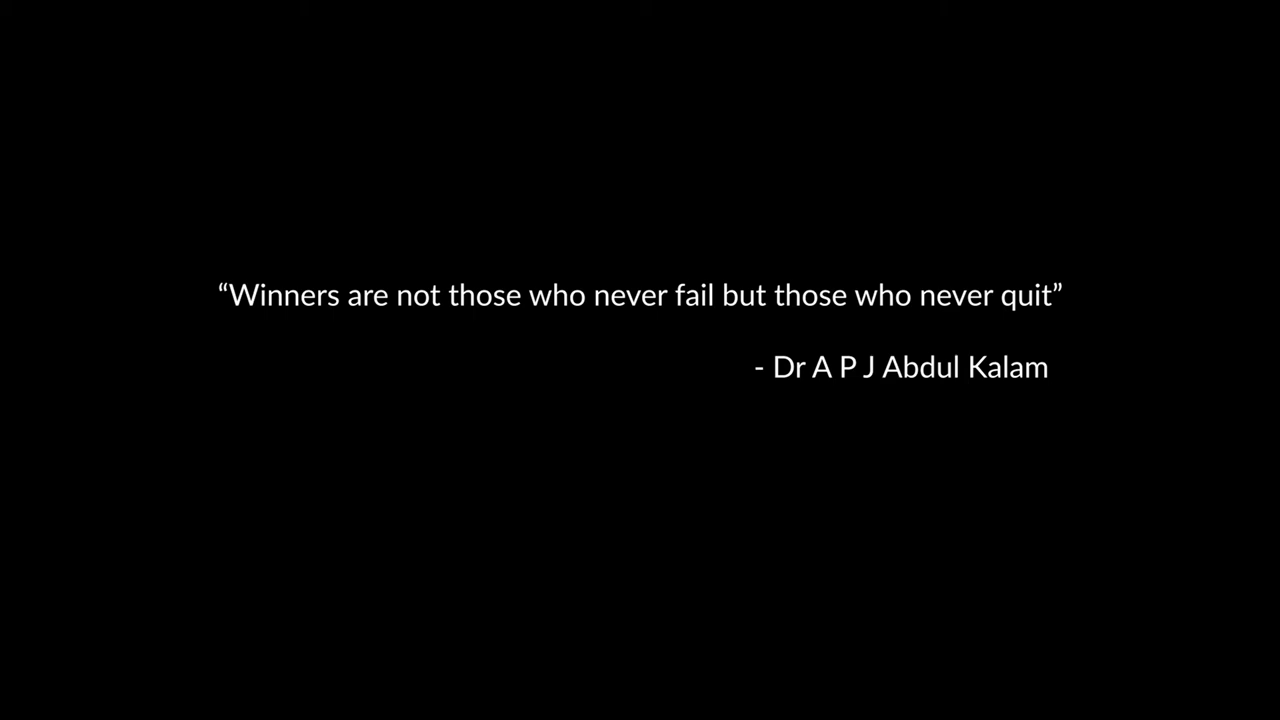 “Winners are not those who never fail but those who never quit”
- Dr A P J Abdul Kalam